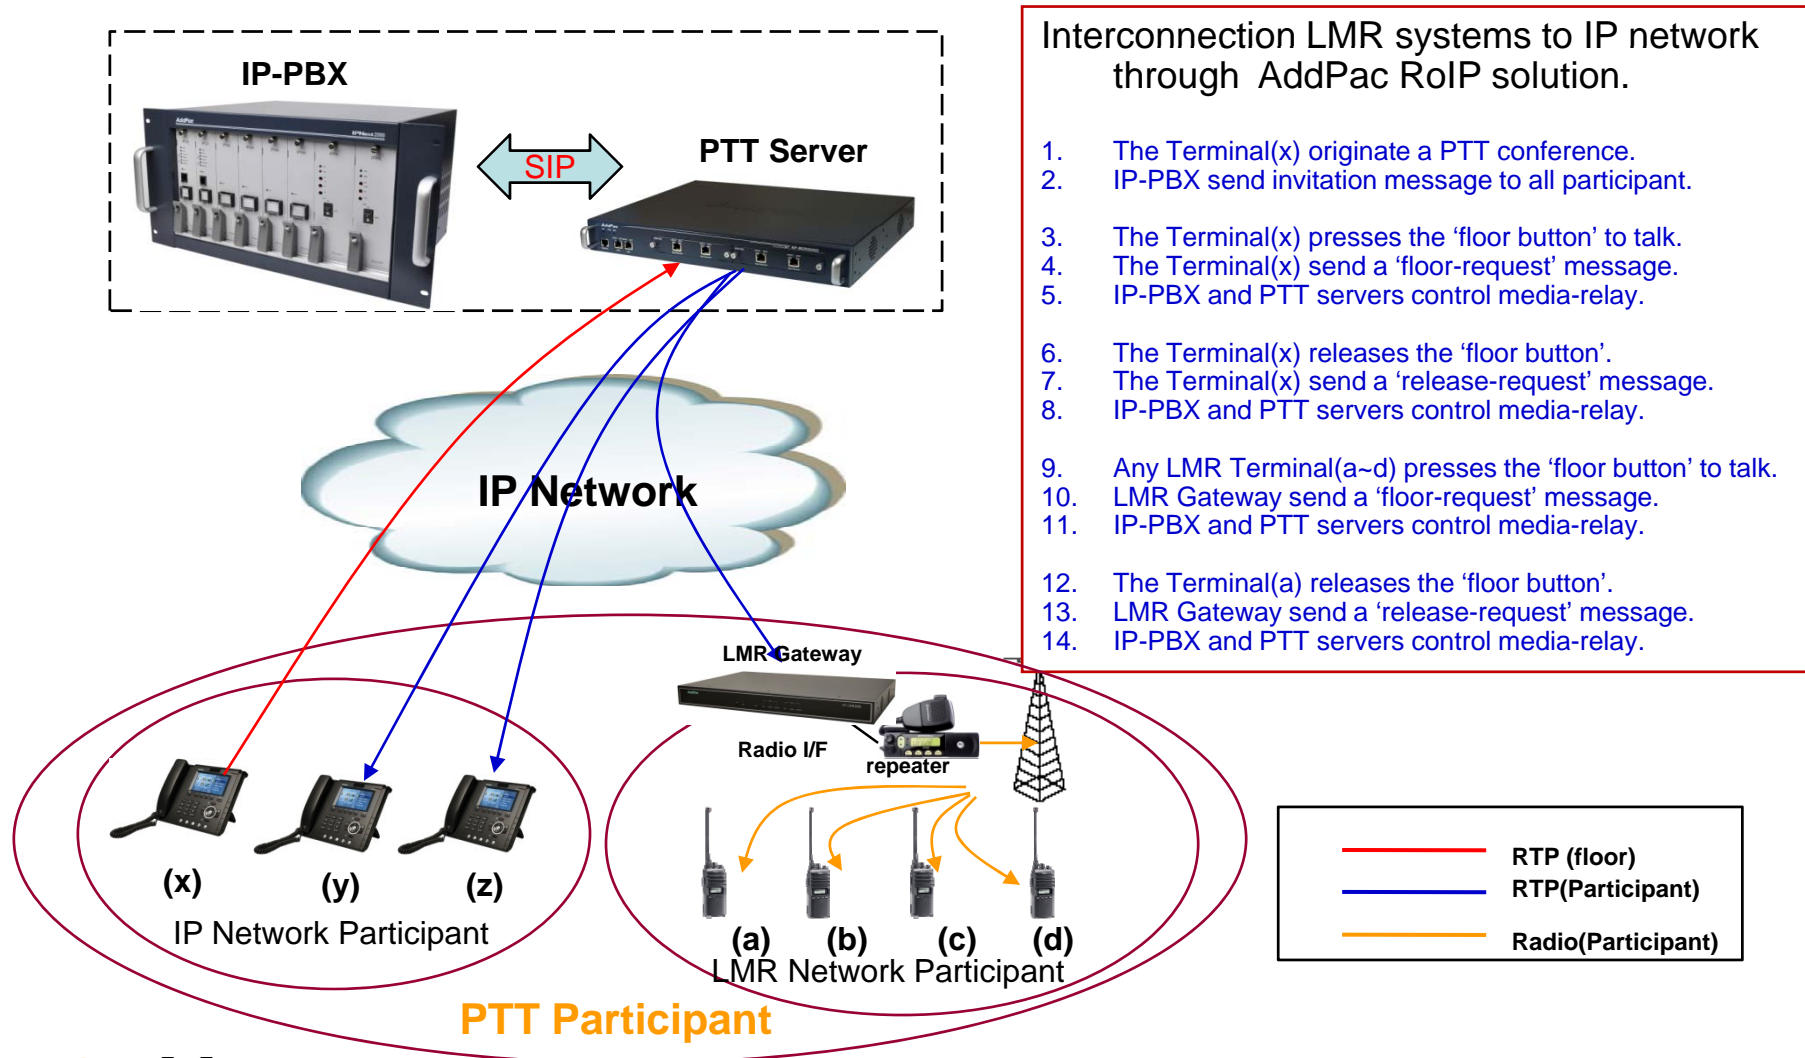 Interconnection LMR systems to IP network
through AddPac RoIP solution.
1. The Terminal(x) originate a PTT conference.
2. IP-PBX send invitation message to all participant.
3. The Terminal(x) presses the ‘floor button’ to talk.
4. The Terminal(x) send a ‘floor-request’ message.
5. IP-PBX and PTT servers control media-relay.
6. The Terminal(x) releases the ‘floor button’.
7. The Terminal(x) send a ‘release-request’ message.
8. IP-PBX and PTT servers control media-relay.
9. Any LMR Terminal(a~d) presses the ‘floor button’ to talk.
10. LMR Gateway send a ‘floor-request’ message.
11. IP-PBX and PTT servers control media-relay.
12. The Terminal(a) releases the ‘floor button’.
13. LMR Gateway send a ‘release-request’ message.
14. IP-PBX and PTT servers control media-relay.
IP-PBX
AddPac
SIP
PTT Server
AddPac
IP Network
LMR Gateway
Radio I/F
repeater
(x) (y) (z)
IP Network Participant
(a) (b) (c) (d)
LMR Network Participant
PTT Participant
RTP (floor)
RTP(Participant)
Radio(Participant)